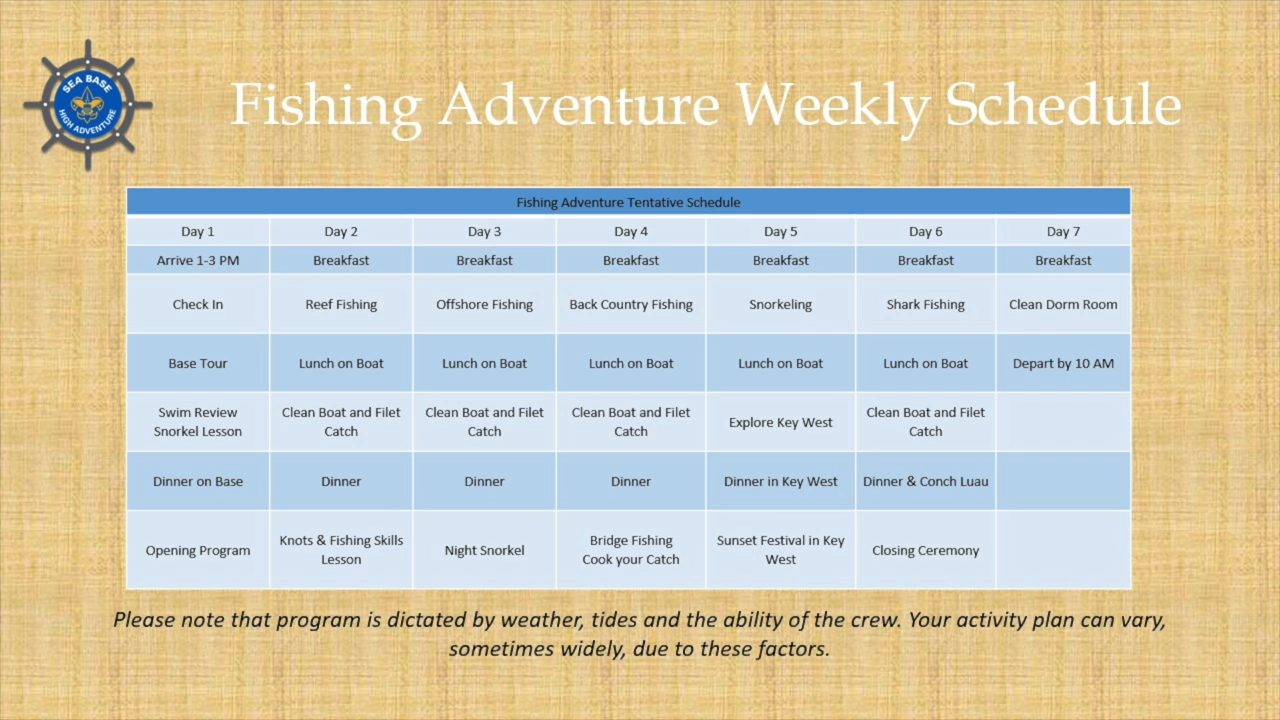 SEA BASE
HIGH ADVENTURE
Fishing Adventure Weekly Schedule
Fishing Adventure Tentative Schedule
Day 1 Day 2 Day 3 Day 4 Day 5 Day 6 Day 7
Arrive 1-3 PM Breakfast Breakfast Breakfast Breakfast Breakfast Breakfast
Check In Reef Fishing Offshore Fishing Back Country Fishing Snorkeling Shark Fishing Clean Dorm Room
Base Tour Lunch on Boat Lunch on Boat Lunch on Boat Lunch on Boat Lunch on Boat Depart by 10 AM
Swim Review Clean Boat and Filet Clean Boat and Filet Clean Boat and Filet Explore Key West Clean Boat and Filet
Snorkel Lesson Catch Catch Catch Catch
Dinner on Base Dinner Dinner Dinner Dinner in Key West Dinner & Conch Luau
Opening Program Knots & Fishing Skills Night Snorkel Bridge Fishing Sunset Festival in Key Closing Ceremony
Lesson Cook your Catch West
Please note that program is dictated by weather, tides and the ability of the crew. Your activity plan can vary,
sometimes widely, due to these factors.